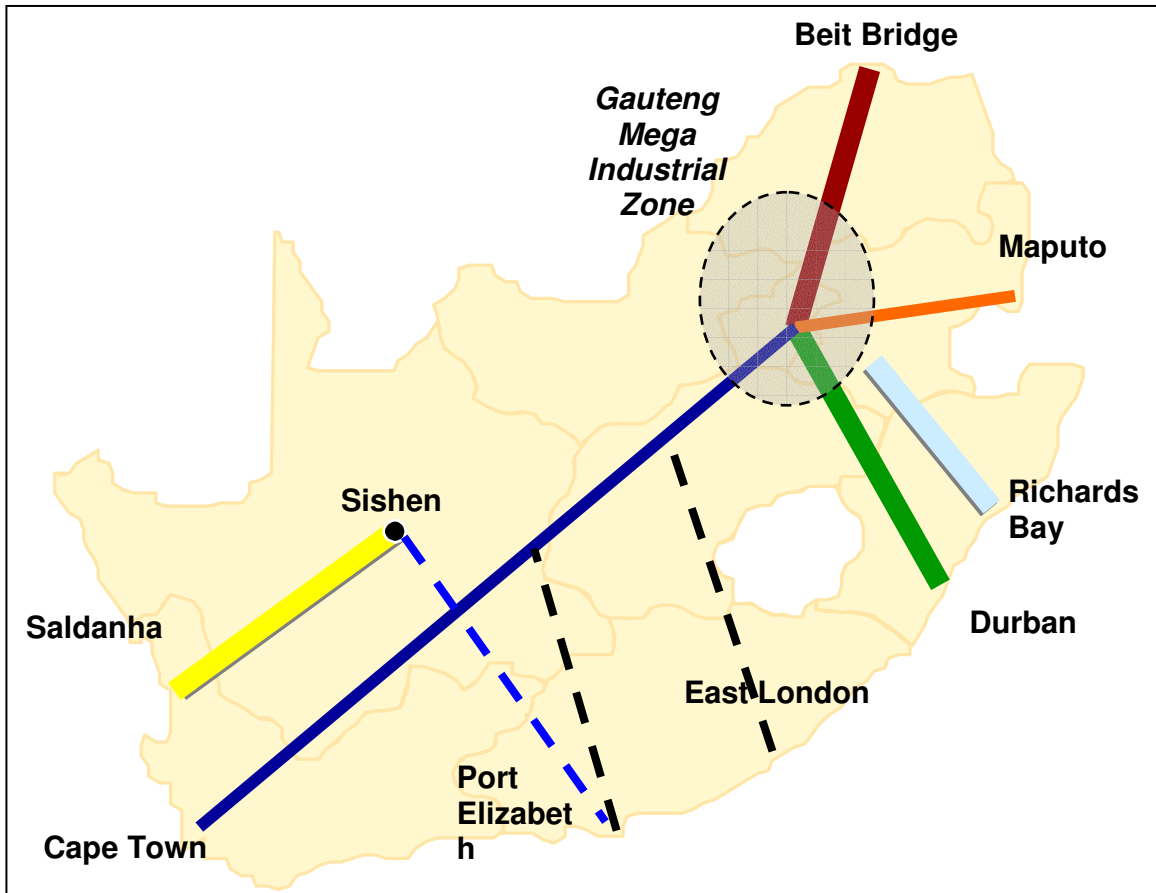 Beit Bridge
Gauteng
Mega
Industrial
Zone
Maputo
Sishen
Richards
Bay
Saldanha
Durban
East London
Port
Elizabet
h
Cape Town